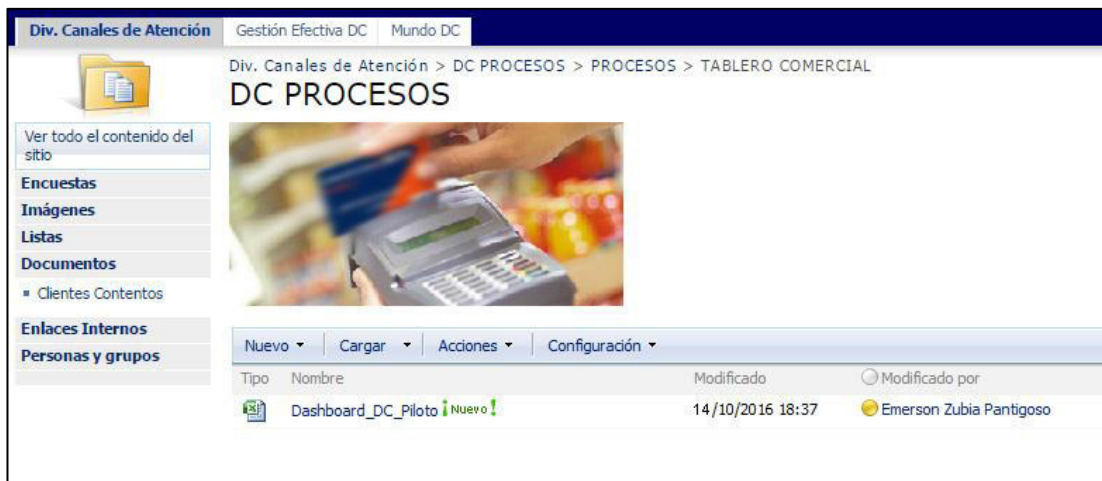 Div. Canales de Atención Gestión Efectiva DC Mundo DC
Div. Canales de Atención > DC PROCESOS > PROCESOS > TABLERO COMERCIAL
DC PROCESOS
Ver todo el contenido del
sitio
Encuestas
Imágenes
Listas
Documentos
Clientes Contentos
Enlaces Internos
Personas y grupos
Nuevo Cargar Acciones Configuración
Tipo Nombre Modificado Modificado por
Dashboard_DC_Piloto ¡Nuevo! 14/10/2016 18:37 Emerson Zubia Pantigoso